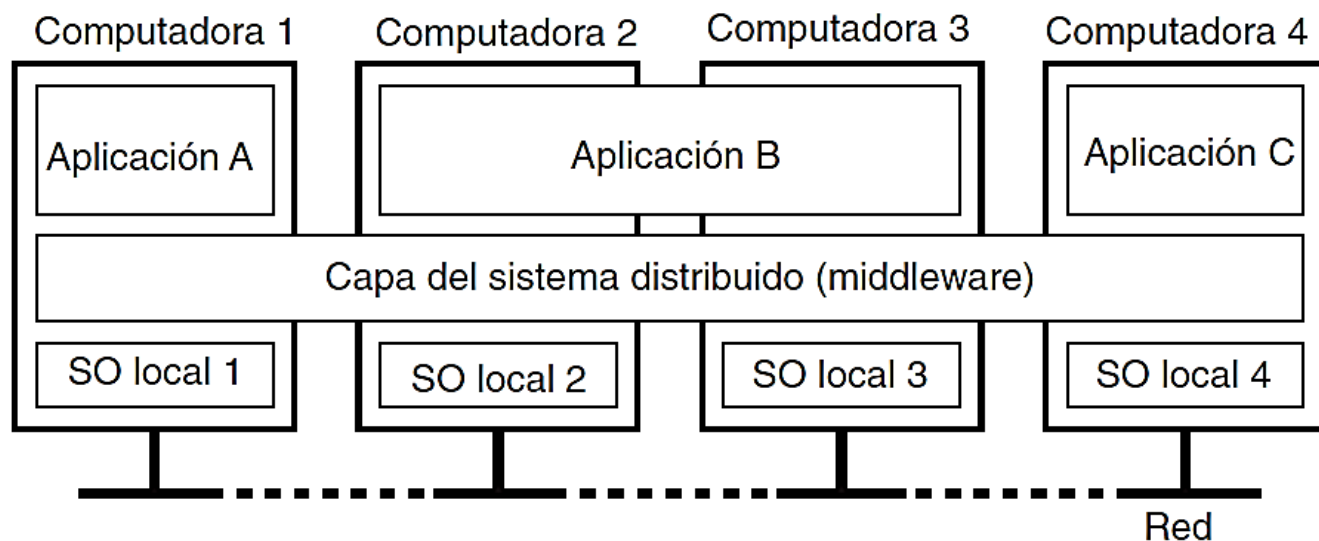 Computadora 1
Computadora 2
Computadora 3
Computadora 4
Aplicación A
Aplicación B
Aplicación C
Capa del sistema distribuido (middleware)
SO local 1
SO local 2
SO local 3
SO local 4
Red